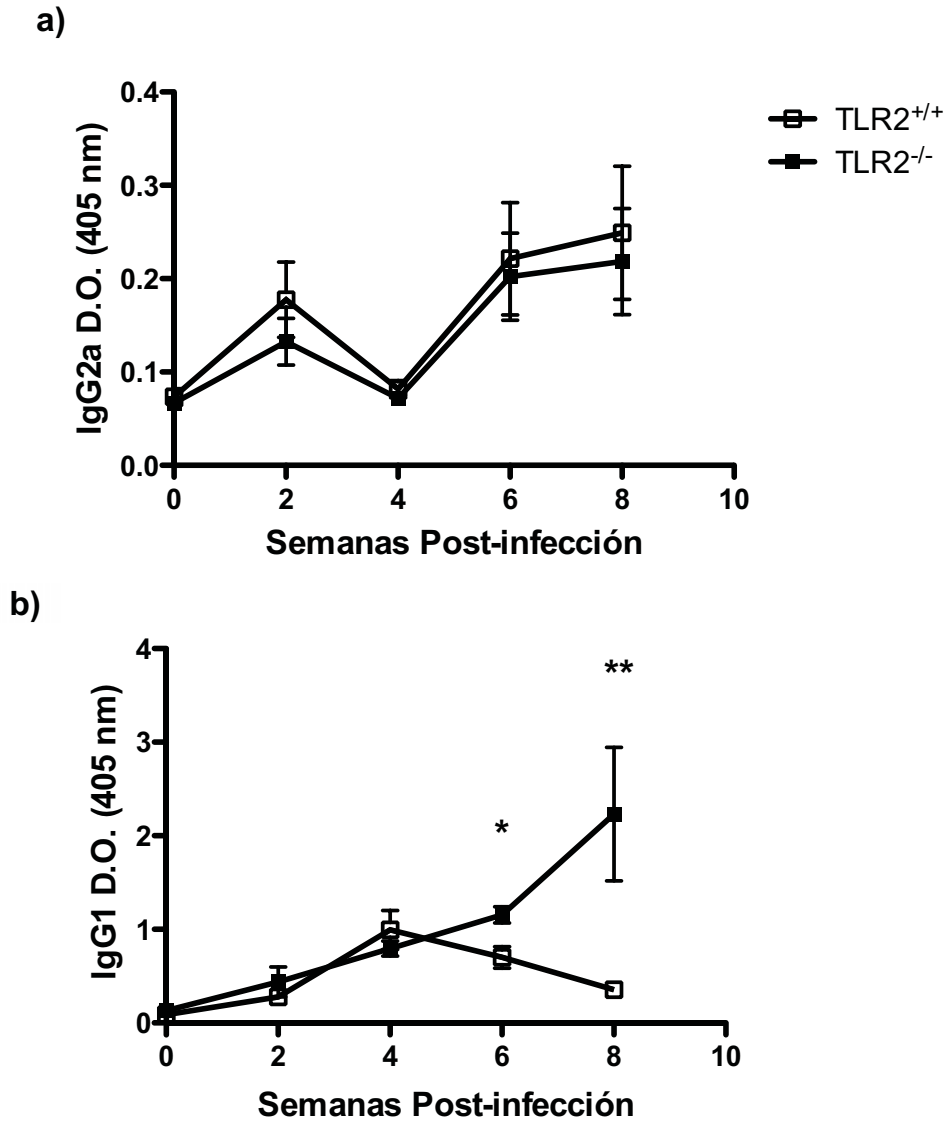 a)
IgG2a D.O. (405 nm)
0.4
0.3
0.2
0.1
0.0
0 2 4 6 8 10
Semanas Post-infección
TLR2+/+
TLR2-/-
b)
IgG1 D.O. (405 nm)
4
3
2
1
0
*
**
0 2 4 6 8 10
Semanas Post-infección